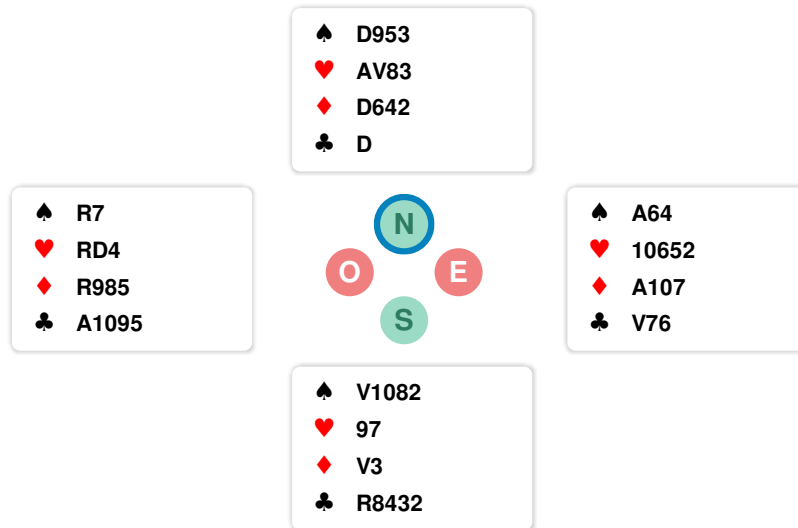 ♠ D953
♥ AV83
♦ D642
♣ D
♠ R7
♥ RD4
♦ R985
♣ A1095
N
O E
S
♠ A64
♥ 10652
♦ A107
♣ V76
♠ V1082
♥ 97
♦ V3
♣ R8432